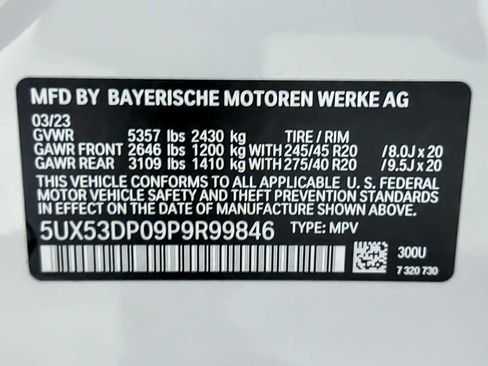 MFD BY BAYERISCHE MOTOREN WERKE AG
03/23
GVWR 5357 lbs 2430 kg TIRE / RIM
GAWR FRONT 2646 lbs 1200 kg WITH 245/45 R20 /8.0J x 20
GAWR REAR 3109 lbs 1410 kg WITH 275/40 R20 /9.5J x 20
THIS VEHICLE CONFORMS TO ALL APPLICABLE U.S. FEDERAL
MOTOR VEHICLE SAFETY AND THEFT PREVENTION STANDARDS
IN EFFECT ON THE DATE OF MANUFACTURE SHOWN ABOVE.
5UX53DP09P9R99846 TYPE: MPV
300U
7 320 730